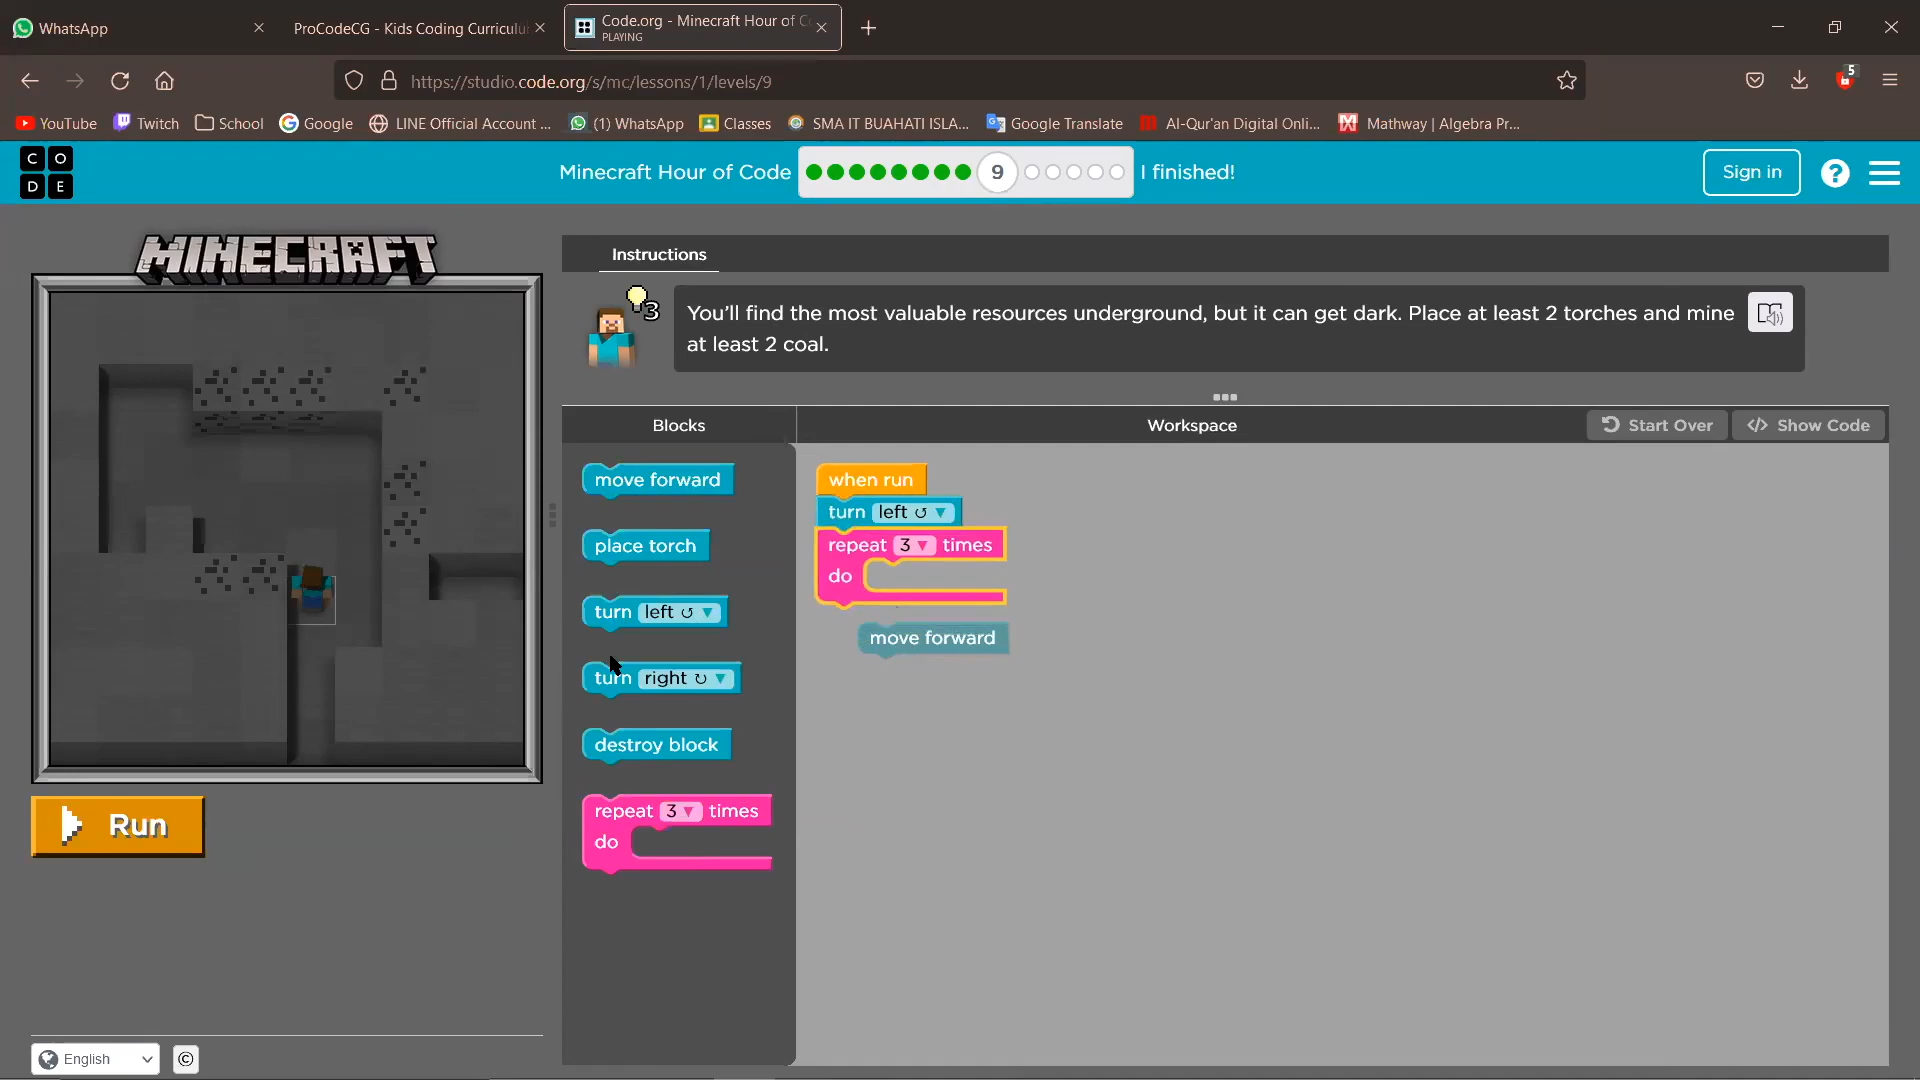 WhatsApp
ProCodeCG - Kids Coding Curriculu
Code.org - Minecraft Hour of C
PLAYING
https://studio.code.org/s/mc/lessons/1/levels/9
5
YouTube
Twitch
School
Google
LINE Official Account ...
(1) WhatsApp
Classes
SMA IT BUAHATI ISLA...
Google Translate
Al-Qur'an Digital Onli...
Mathway | Algebra Pr...
C O
D E
Minecraft Hour of Code
9
I finished!
Sign in
?
MINECRAFT
Instructions
3
You'll find the most valuable resources underground, but it can get dark. Place at least 2 torches and mine
at least 2 coal.
Blocks
Workspace
Start Over
Show Code
move forward
place torch
turn left
turn right
destroy block
repeat 3 times
do
when run
turn left
repeat 3 times
do
move forward
Run
English
©